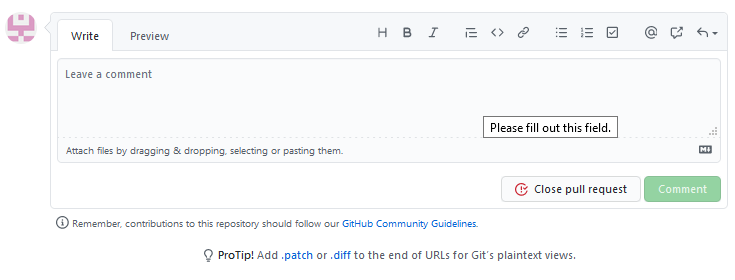 Write Preview
Leave a comment
Please fill out this field.
Attach files by dragging & dropping, selecting or pasting them.
Close pull request Comment
Remember, contributions to this repository should follow our GitHub Community Guidelines.
ProTip! Add .patch or .diff to the end of URLs for Git's plaintext views.